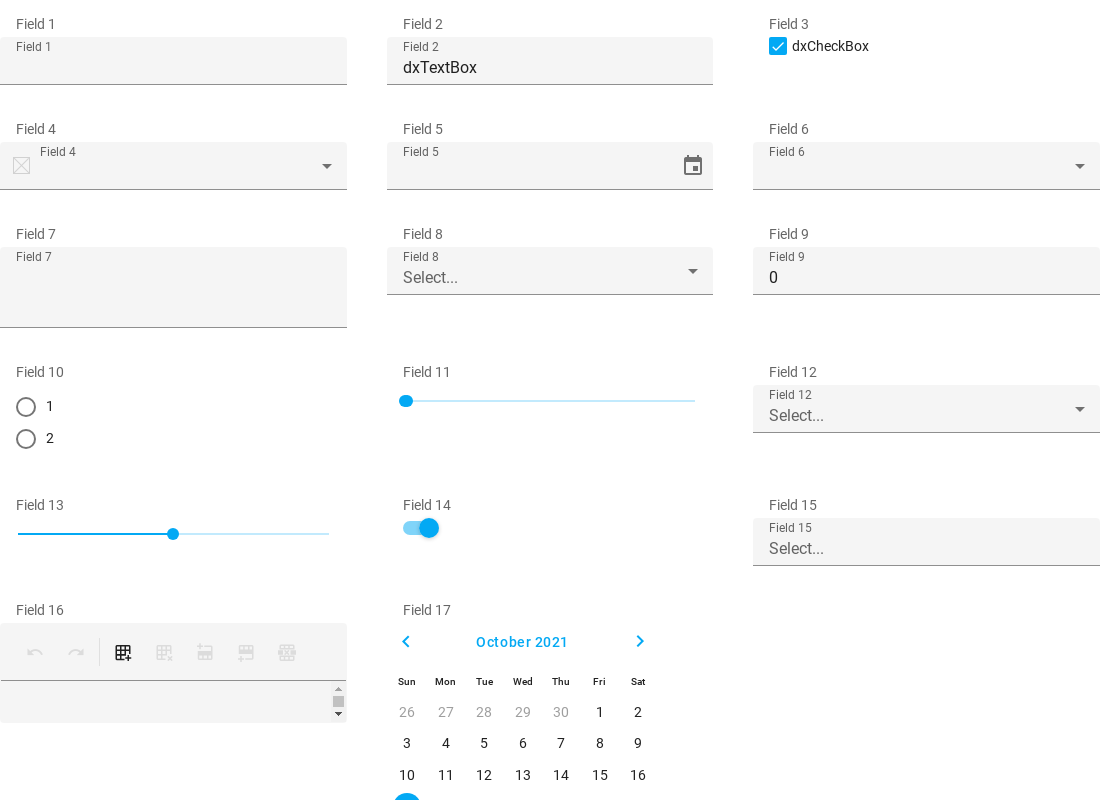 Field 1
Field 1
Field 2
Field 2
dxTextBox
Field 3
dxCheckBox
Field 4
Field 4
Field 5
Field 5
Field 6
Field 6
Field 7
Field 7
Field 8
Field 8
Select...
Field 9
Field 9
0
Field 10
1
2
Field 11
Field 12
Field 12
Select...
Field 13
Field 14
Field 15
Field 15
Select...
Field 16
Field 17
October 2021
Sun Mon Tue Wed Thu Fri Sat
26 27 28 29 30 1 2
3 4 5 6 7 8 9
10 11 12 13 14 15 16